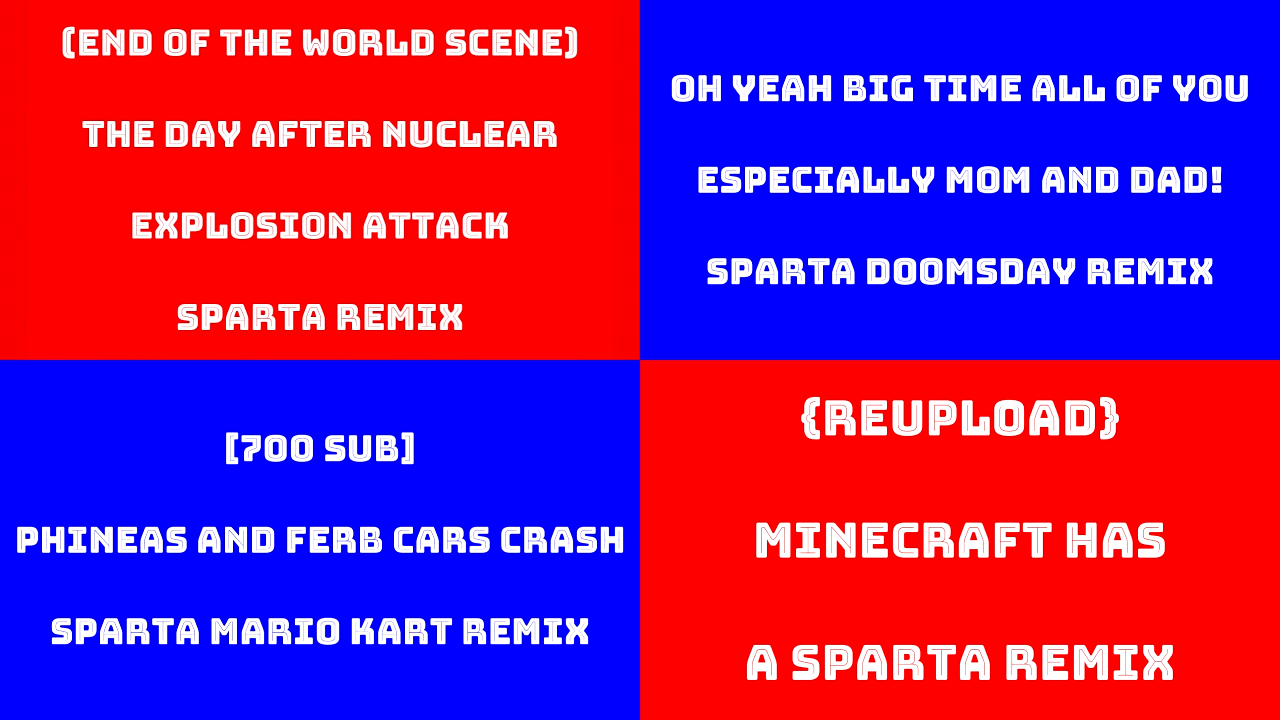 (END OF THE WORLD SCENE)
THE DAY AFTER NUCLEAR
EXPLOSION ATTACK
SPARTA REMIX
OH YEAH BIG TIME ALL OF YOU
ESPECIALLY MOM AND DAD!
SPARTA DOOMSDAY REMIX
[700 SUB]
PHINEAS AND FERB CARS CRASH
SPARTA MARIO KART REMIX
{REUPLOAD}
MINECRAFT HAS
A SPARTA REMIX